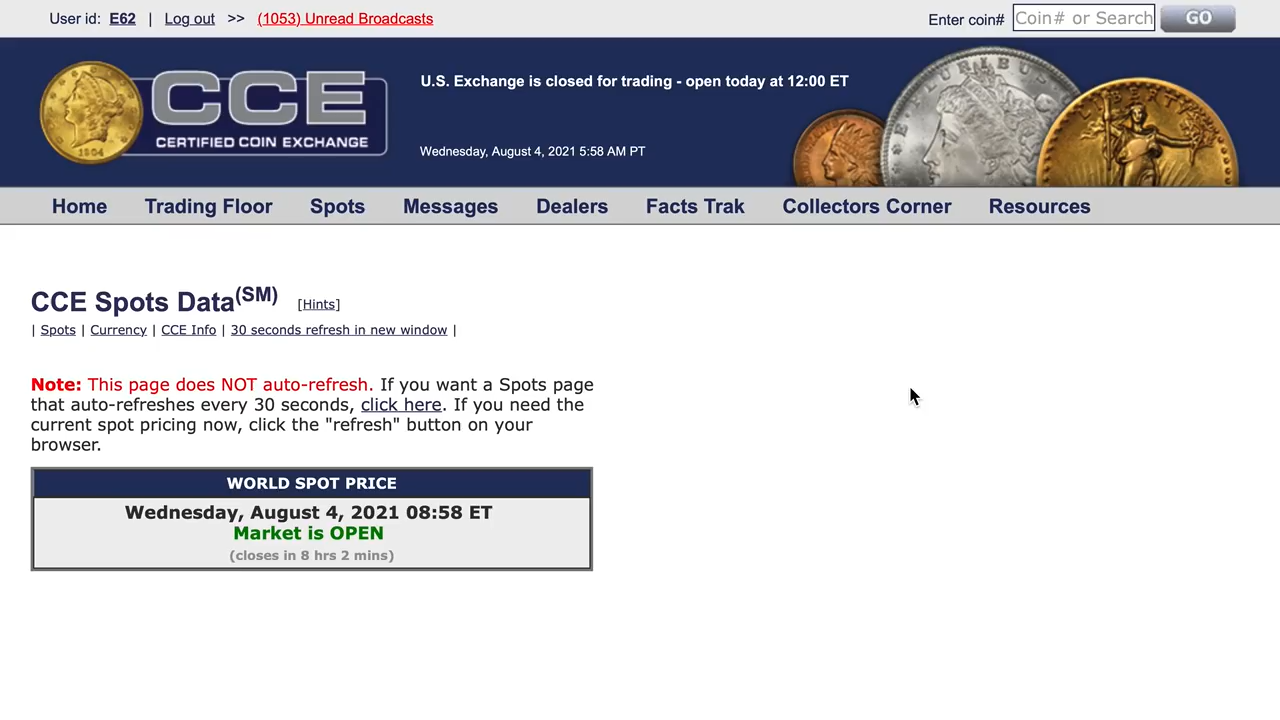 User id: E62 | Log out >> (1053) Unread Broadcasts
Enter coin# Coin# or Search GO
CCE
CERTIFIED COIN EXCHANGE
1904
U.S. Exchange is closed for trading - open today at 12:00 ET
Wednesday, August 4, 2021 5:58 AM PT
PLURIBUS
LIBERTY
Home Trading Floor Spots Messages Dealers Facts Trak Collectors Corner Resources
CCE Spots Data(SM) [Hints]
| Spots | Currency | CCE Info | 30 seconds refresh in new window |
Note: This page does NOT auto-refresh. If you want a Spots page
that auto-refreshes every 30 seconds, click here. If you need the
current spot pricing now, click the "refresh" button on your
browser.
WORLD SPOT PRICE
Wednesday, August 4, 2021 08:58 ET
Market is OPEN
(closes in 8 hrs 2 mins)